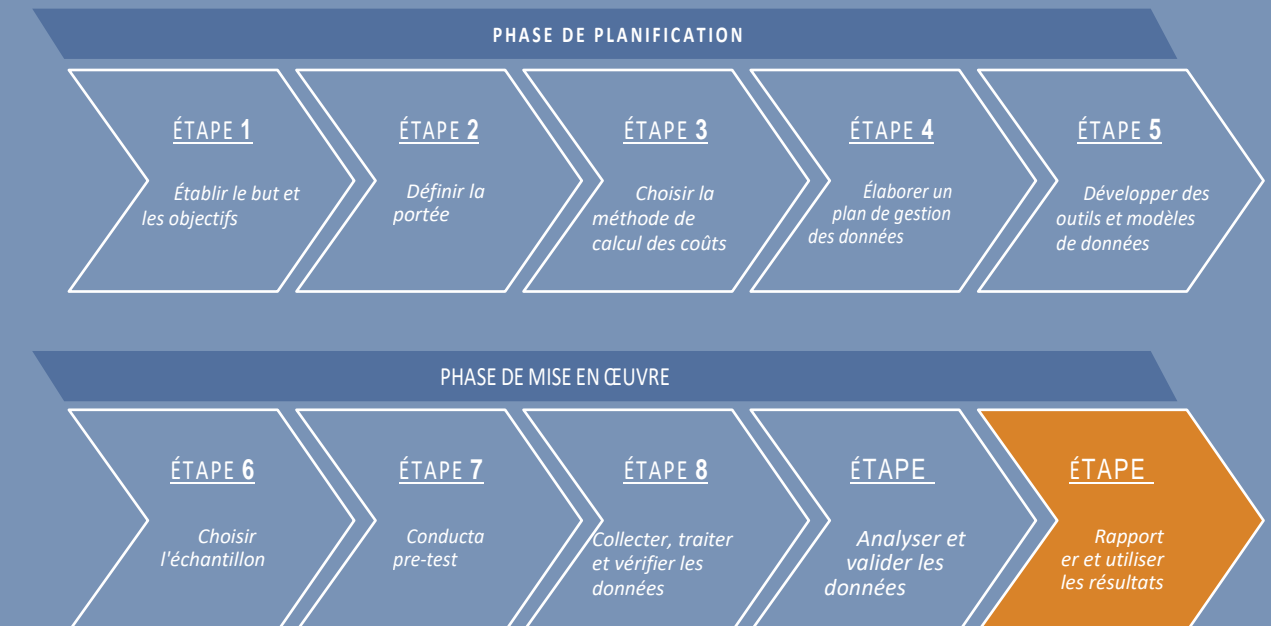 PHASE DE PLANIFICATION
ÉTAPE 1
Établir le but et
les objectifs
ÉTAPE 2
Définir la
portée
ÉTAPE 3
Choisir la
méthode de
calcul des coûts
ÉTAPE 4
Élaborer un
plan de gestion
des données
ÉTAPE 5
Développer des
outils et modèles
de données
PHASE DE MISE EN ŒUVRE
ÉTAPE 6
Choisir
l'échantillon
ÉTAPE 7
Conducta
pre-test
ÉTAPE 8
Collecter, traiter
et vérifier les
données
ÉTAPE
Analyser et
valider les
données
ÉTAPE
Rapport
er et utiliser
les résultats